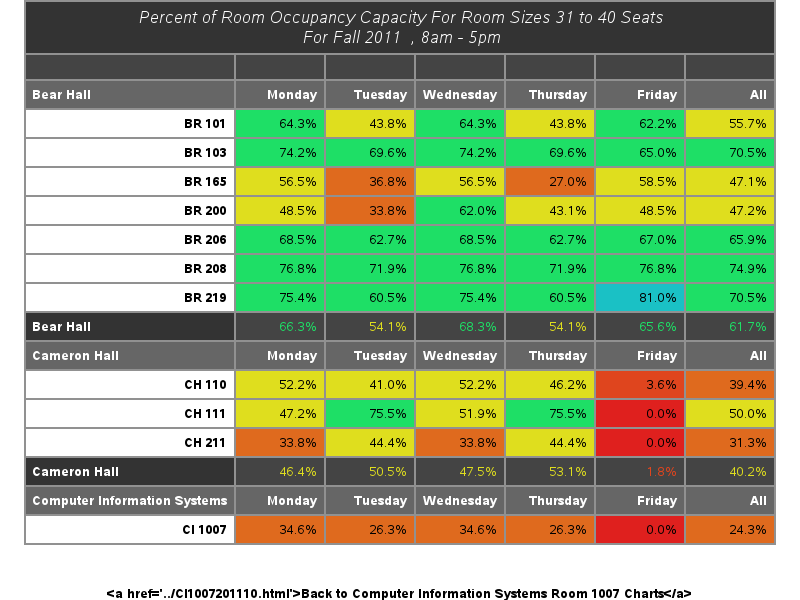 Percent of Room Occupancy Capacity For Room Sizes 31 to 40 Seats
For Fall 2011 , 8am - 5pm
Bear Hall Monday Tuesday Wednesday Thursday Friday All
BR 101 64.3% 43.8% 64.3% 43.8% 62.2% 55.7%
BR 103 74.2% 69.6% 74.2% 69.6% 65.0% 70.5%
BR 165 56.5% 36.8% 56.5% 27.0% 58.5% 47.1%
BR 200 48.5% 33.8% 62.0% 43.1% 48.5% 47.2%
BR 206 68.5% 62.7% 68.5% 62.7% 67.0% 65.9%
BR 208 76.8% 71.9% 76.8% 71.9% 76.8% 74.9%
BR 219 75.4% 60.5% 75.4% 60.5% 81.0% 70.5%
Bear Hall 66.3% 54.1% 68.3% 54.1% 65.6% 61.7%
Cameron Hall Monday Tuesday Wednesday Thursday Friday All
CH 110 52.2% 41.0% 52.2% 46.2% 3.6% 39.4%
CH 111 47.2% 75.5% 51.9% 75.5% 0.0% 50.0%
CH 211 33.8% 44.4% 33.8% 44.4% 0.0% 31.3%
Cameron Hall 46.4% 50.5% 47.5% 53.1% 1.8% 40.2%
Computer Information Systems Monday Tuesday Wednesday Thursday Friday All
CI 1007 34.6% 26.3% 34.6% 26.3% 0.0% 24.3%
<a href='../CI1007201110.html'>Back to Computer Information Systems Room 1007 Charts</a>